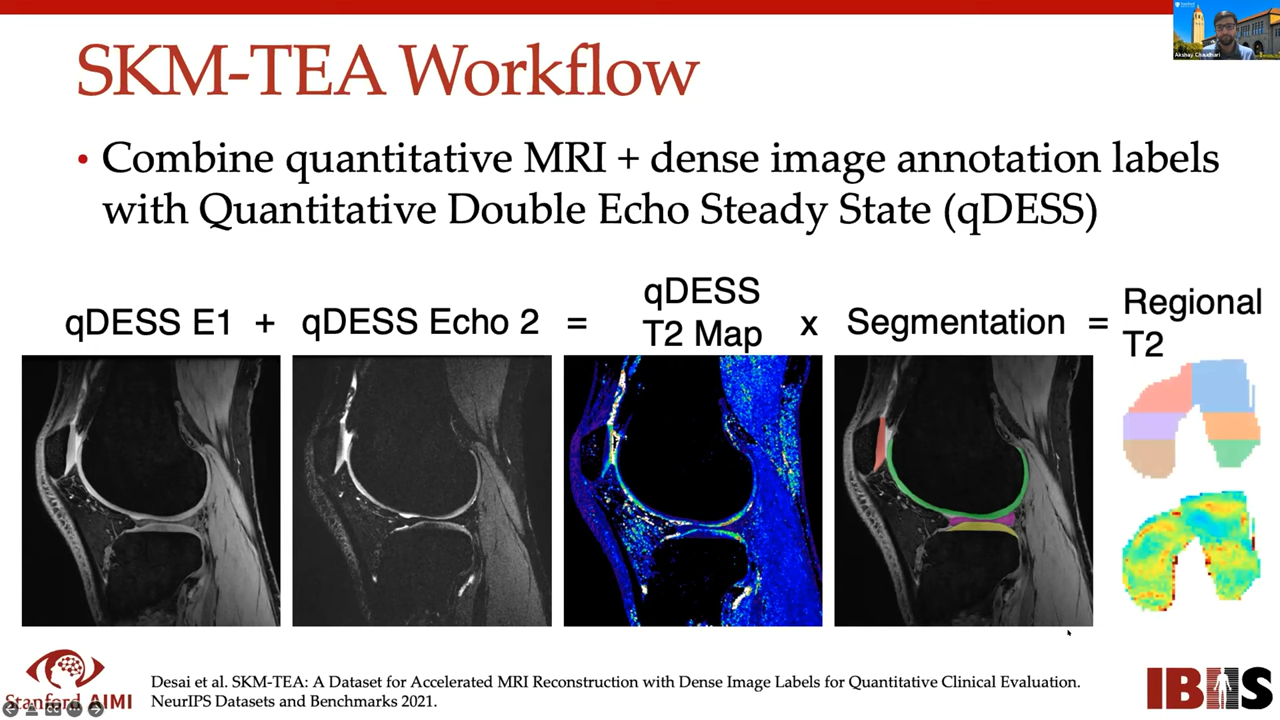 SKM-TEA Workflow
Akshay Chaudhari
• Combine quantitative MRI + dense image annotation labels
with Quantitative Double Echo Steady State (qDESS)
qDESS E1 + qDESS Echo 2 = qDESS T2 Map x Segmentation = Regional T2
Stanford AIMI
Desai et al. SKM-TEA: A Dataset for Accelerated MRI Reconstruction with Dense Image Labels for Quantitative Clinical Evaluation.
NeurIPS Datasets and Benchmarks 2021.
IBIIS